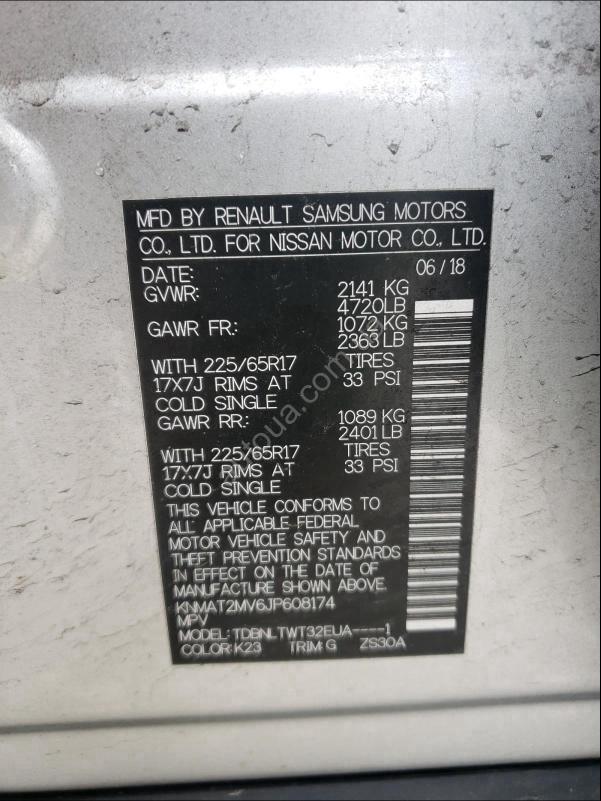 MFD BY RENAULT SAMSUNG MOTORS
CO., LTD. FOR NISSAN MOTOR CO., LTD.
DATE: 06/18
GVWR: 2141 KG
4720LB
GAWR FR: 1072 KG
2363 LB
WITH 225/65R17 TIRES
17X7J RIMS AT 33 PSI
COLD SINGLE
GAWR RR: 1089 KG
2401 LB
WITH 225/65R17 TIRES
17X7J RIMS AT 33 PSI
COLD SINGLE
THIS VEHICLE CONFORMS TO
ALL APPLICABLE FEDERAL
MOTOR VEHICLE SAFETY AND
THEFT PREVENTION STANDARDS
IN EFFECT ON THE DATE OF
MANUFACTURE SHOWN ABOVE.
KNMAT2MV6JP608174
MPV
MODEL: TDBNLTWT32EUA----1
COLOR: K23 TRIM: G ZS30A